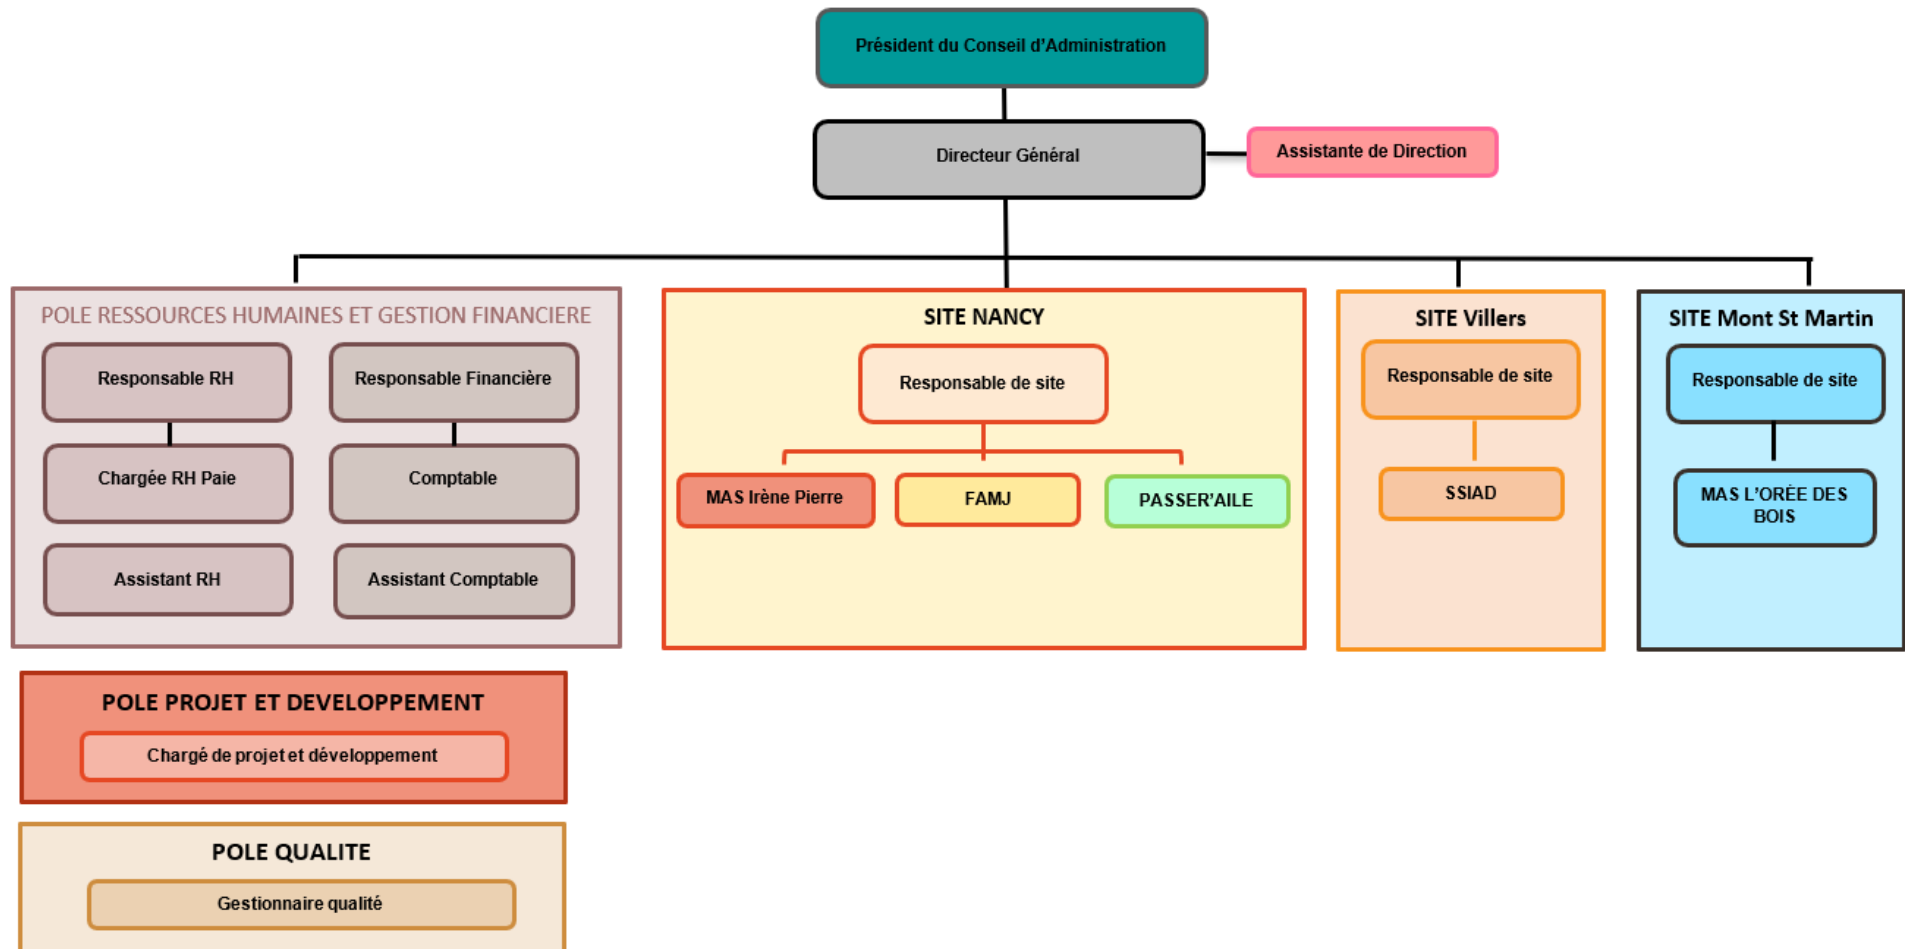 Président du Conseil d'Administration
Directeur Général
Assistante de Direction
POLE RESSOURCES HUMAINES ET GESTION FINANCIERE
Responsable RH
Responsable Financière
Chargée RH Paie
Comptable
Assistant RH
Assistant Comptable
SITE NANCY
Responsable de site
MAS Irène Pierre
FAMJ
PASSER'AILE
SITE Villers
Responsable de site
SSIAD
SITE Mont St Martin
Responsable de site
MAS L'ORÉE DES
BOIS
POLE PROJET ET DEVELOPPEMENT
Chargé de projet et développement
POLE QUALITE
Gestionnaire qualité